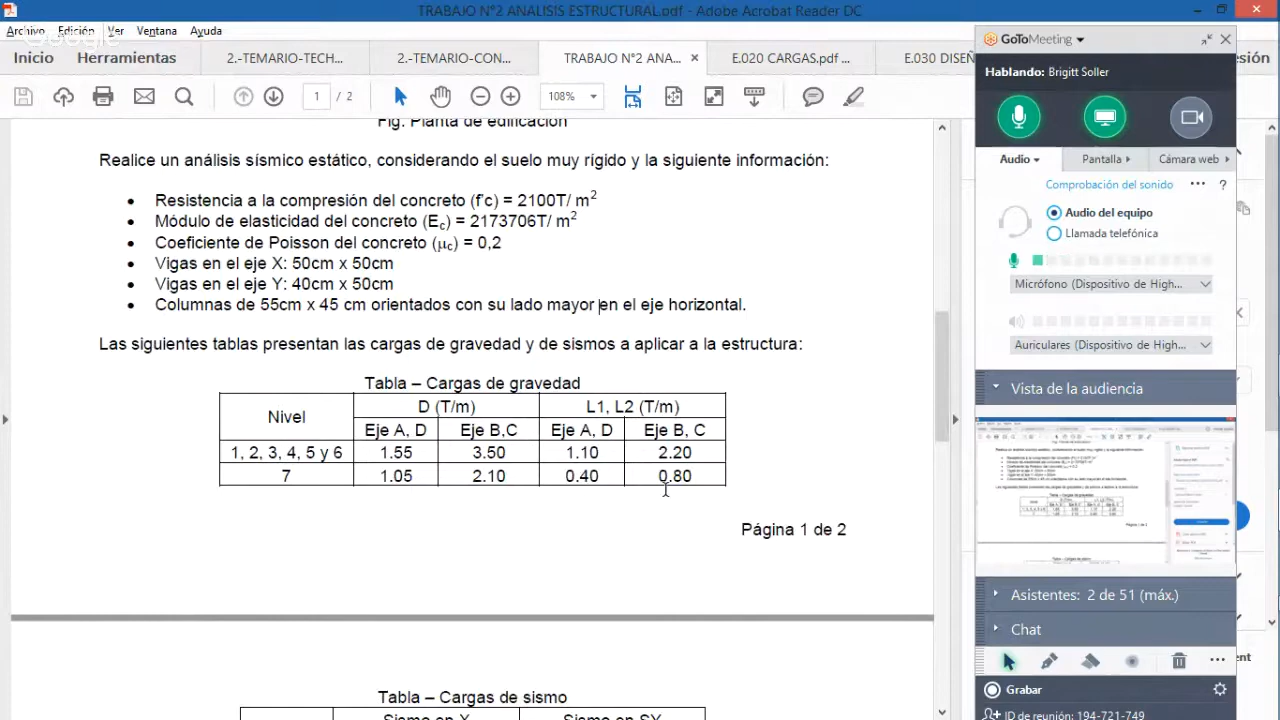 TRABAJO N°2 ANALISIS ESTRUCTURAL.pdf - Adobe Acrobat Reader DC
Archivo Edición Ver Ventana Ayuda
Google
Inicio Herramientas 2.-TEMARIO-TECH... 2.-TEMARIO-CON... TRABAJO N°2 ANA... × E.020 CARGAS.pdf ... E.030 DISEÑ
1 / 2 108%
Fig. Planta de edificación
Realice un análisis sísmico estático, considerando el suelo muy rígido y la siguiente información:
• Resistencia a la compresión del concreto (f'c) = 2100T/ m²
• Módulo de elasticidad del concreto (Ec) = 2173706T/ m²
• Coeficiente de Poisson del concreto (μc) = 0,2
• Vigas en el eje X: 50cm x 50cm
• Vigas en el eje Y: 40cm x 50cm
• Columnas de 55cm x 45 cm orientados con su lado mayor en el eje horizontal.
Las siguientes tablas presentan las cargas de gravedad y de sismos a aplicar a la estructura:
Tabla – Cargas de gravedad
Nivel D (T/m) L1, L2 (T/m)
Eje A, D Eje B,C Eje A, D Eje B, C
1, 2, 3, 4, 5 y 6 1.55 3.50 1.10 2.20
7 1.05 2.10 0.40 0.80
Página 1 de 2
Tabla – Cargas de sismo
Sismo en X Sismo en SY
GoToMeeting
Hablando: Brigitt Soller
Audio Pantalla Cámara web
Comprobación del sonido ... ?
Audio del equipo
Llamada telefónica
Micrófono (Dispositivo de High...
Auriculares (Dispositivo de High...
Vista de la audiencia
Asistentes: 2 de 51 (máx.)
Chat
Grabar
ID de reunión: 194-721-749